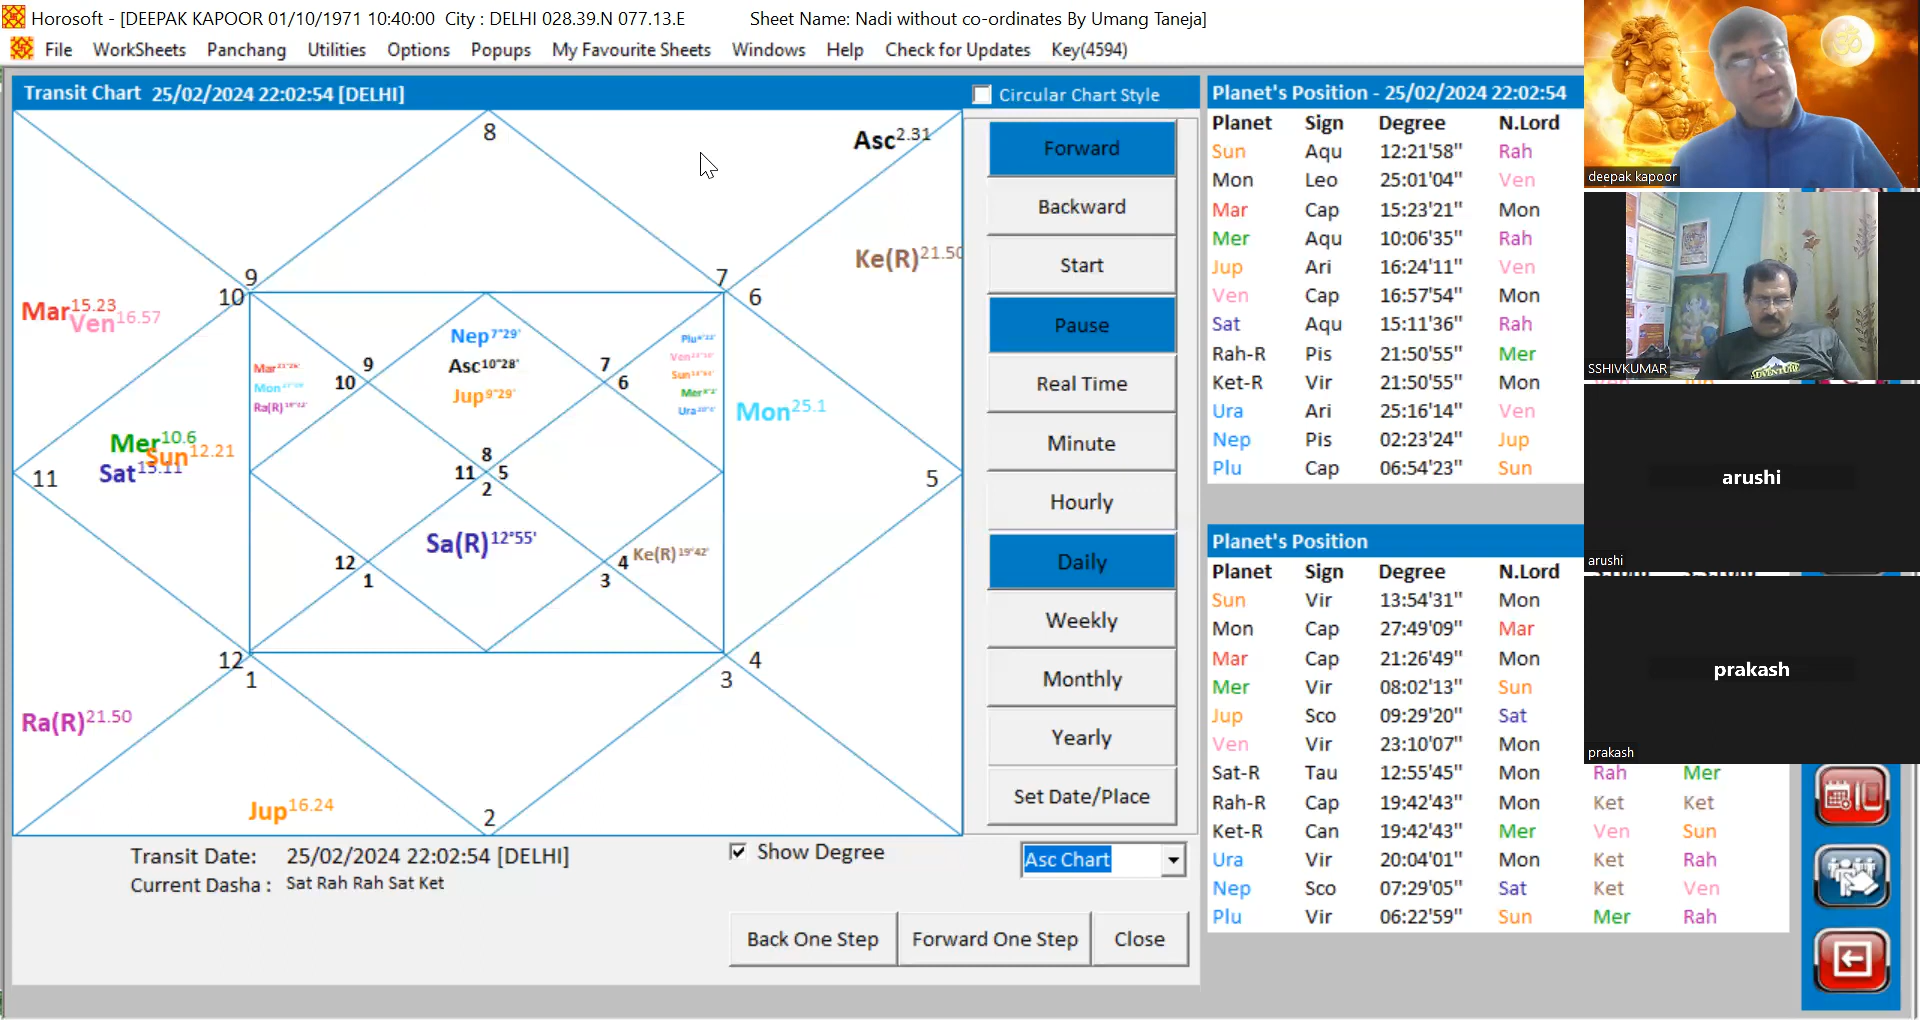 Horosoft - [DEEPAK KAPOOR 01/10/1971 10:40:00 City : DELHI 028.39.N 077.13.E Sheet Name: Nadi without co-ordinates By Umang Taneja]
File WorkSheets Panchang Utilities Options Popups My Favourite Sheets Windows Help Check for Updates Key(4594)
Transit Chart 25/02/2024 22:02:54 [DELHI]
Circular Chart Style
8
Asc2.31
Ke(R)21.50
9
7
10
6
Mar15.23
Ven16.57
Mon25.1
Mer10.6
Sun12.21
Sat15.11
11
5
12
4
1
3
Ra(R)21.50
Jup16.24
2
Nep7°29'
Asc10°28'
Jup9°29'
9
7
10
6
8
11 5
2
Sa(R)12°55'
12
4
Ke(R)19°42'
1
3
Forward
Backward
Start
Pause
Real Time
Minute
Hourly
Daily
Weekly
Monthly
Yearly
Set Date/Place
Transit Date: 25/02/2024 22:02:54 [DELHI]
Current Dasha : Sat Rah Rah Sat Ket
Show Degree
Asc Chart
Back One Step
Forward One Step
Close
Planet's Position - 25/02/2024 22:02:54
Planet Sign Degree N.Lord
Sun Aqu 12:21'58" Rah
Mon Leo 25:01'04" Ven
Mar Cap 15:23'21" Mon
Mer Aqu 10:06'35" Rah
Jup Ari 16:24'11" Ven
Ven Cap 16:57'54" Mon
Sat Aqu 15:11'36" Rah
Rah-R Pis 21:50'55" Mer
Ket-R Vir 21:50'55" Mon
Ura Ari 25:16'14" Ven
Nep Pis 02:23'24" Jup
Plu Cap 06:54'23" Sun
Planet's Position
Planet Sign Degree N.Lord
Sun Vir 13:54'31" Mon
Mon Cap 27:49'09" Mar
Mar Cap 21:26'49" Mon
Mer Vir 08:02'13" Sun
Jup Sco 09:29'20" Sat
Ven Vir 23:10'07" Mon
Sat-R Tau 12:55'45" Mon Rah Mer
Rah-R Cap 19:42'43" Mon Ket Ket
Ket-R Can 19:42'43" Mer Ven Sun
Ura Vir 20:04'01" Mon Ket Rah
Nep Sco 07:29'05" Sat Ket Ven
Plu Vir 06:22'59" Sun Mer Rah
deepak kapoor
SSHIVKUMAR
ADVENTURE
arushi
arushi
prakash
prakash